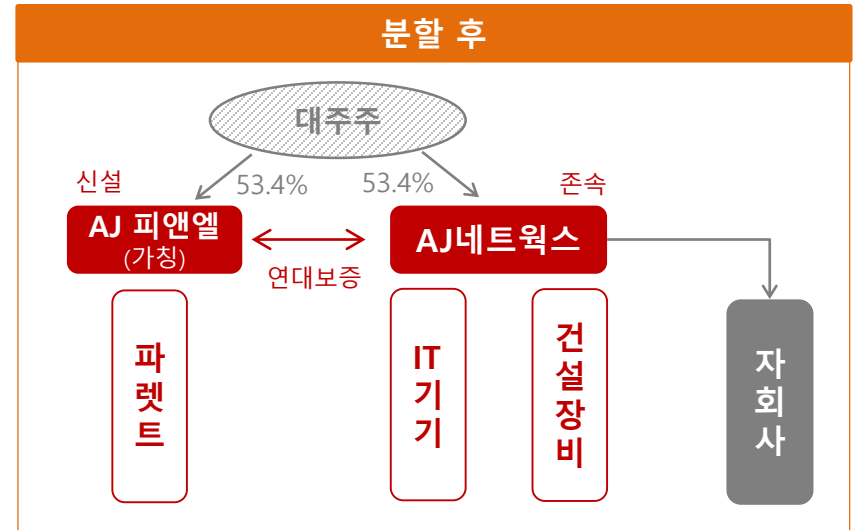 분할 후
대주주
신설
53.4%
53.4%
존속
AJ 피앤엘
(가칭)
연대보증
AJ네트웍스
파렛트
IT기기
건설장비
자회사